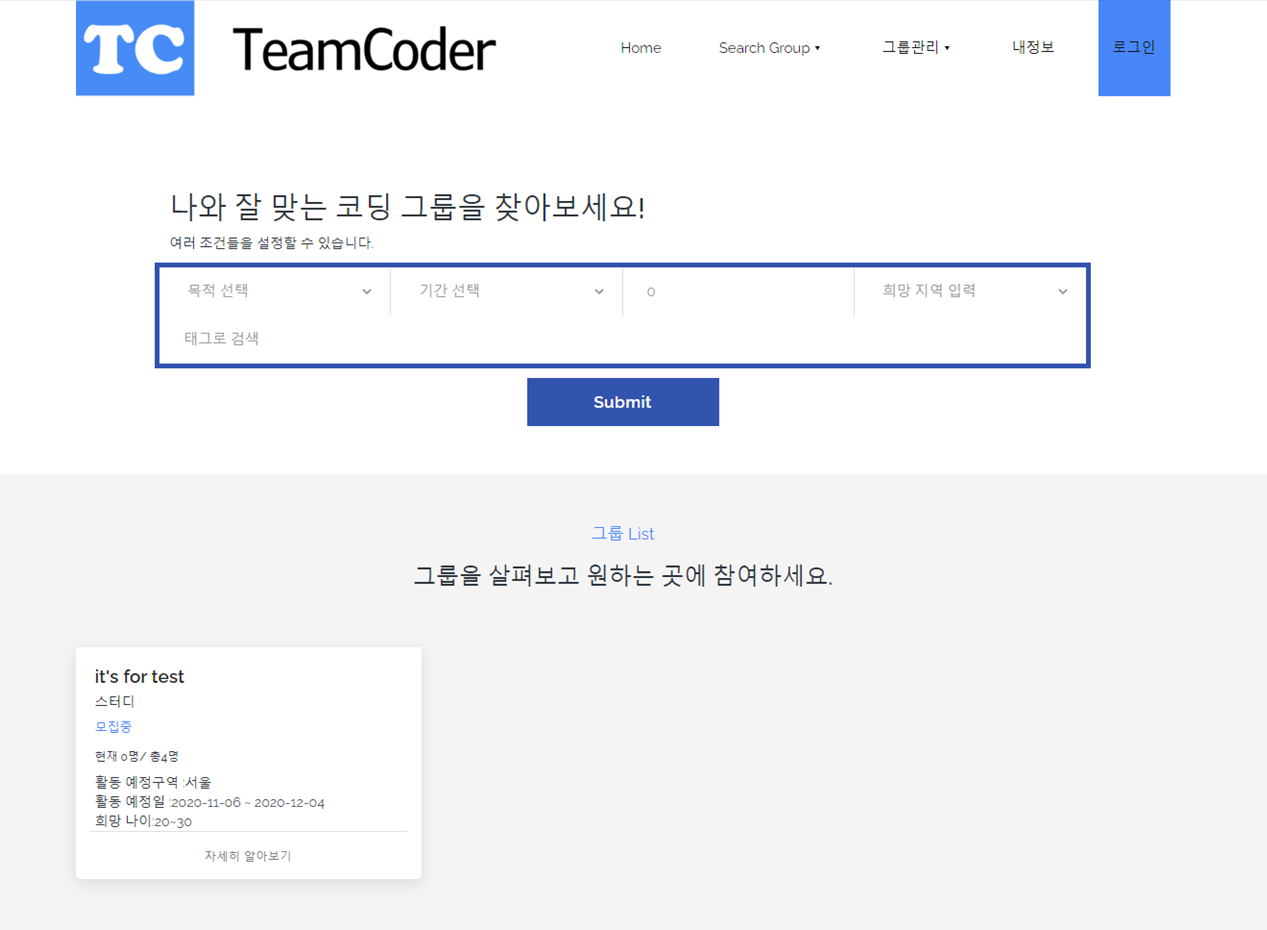 TC TeamCoder Home Search Group ▾ 그룹관리 ▾ 내정보 로그인
나와 잘 맞는 코딩 그룹을 찾아보세요!
여러 조건들을 설정할 수 있습니다.
목적 선택 기간 선택 0 희망 지역 입력
태그로 검색
Submit
그룹 List
그룹을 살펴보고 원하는 곳에 참여하세요.
it's for test
스터디
모집중
현재 0명/ 총4명
활동 예정구역 :서울
활동 예정일 :2020-11-06 ~ 2020-12-04
희망 나이:20~30
자세히 알아보기